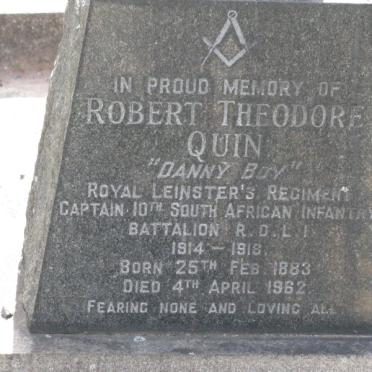 IN PROUD MEMORY OF
ROBERT THEODORE
QUIN
"DANNY BOY"
ROYAL LEINSTER'S REGIMENT
CAPTAIN 10TH SOUTH AFRICAN INFANTRY
BATTALION R.D.L.I.
1914 - 1918.
BORN 25TH FEB. 1883
DIED 4TH APRIL 1962
FEARING NONE AND LOVING ALL